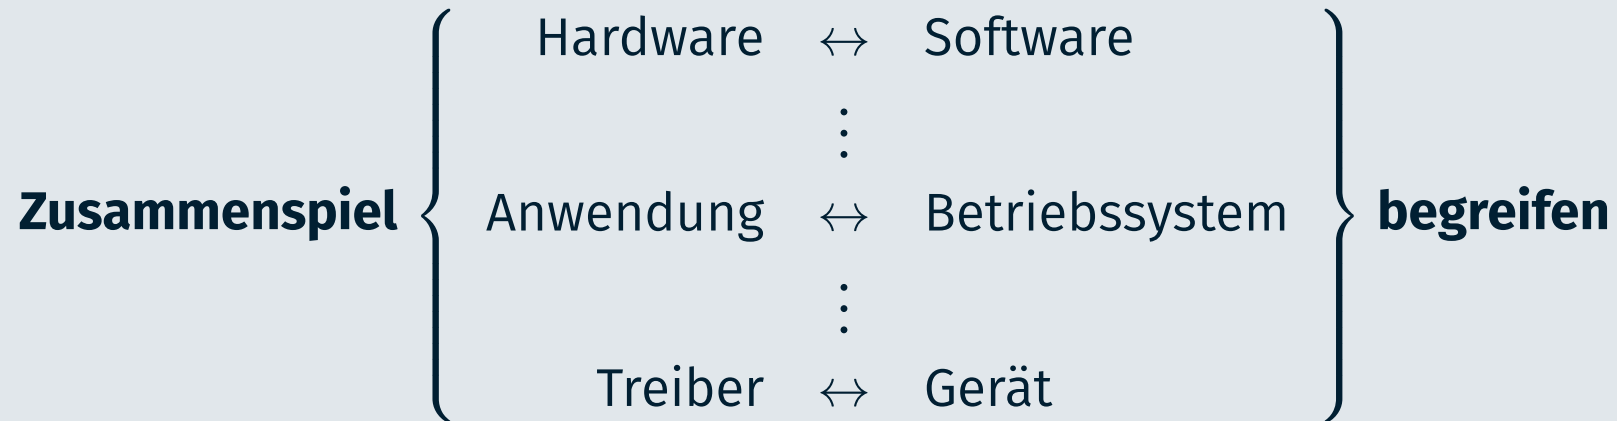 Hardware ↔ Software
⋮
Zusammenspiel { Anwendung ↔ Betriebssystem } begreifen
⋮
Treiber ↔ Gerät